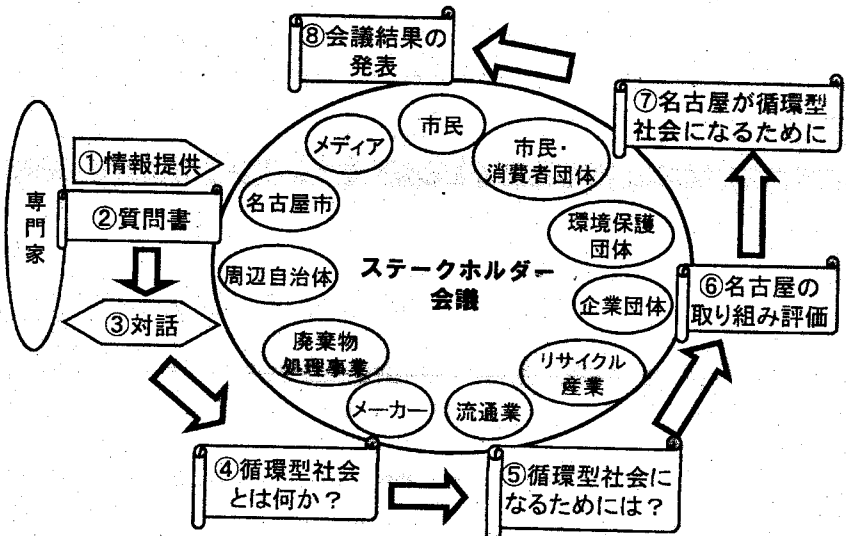 ⑧会議結果の
発表
⑦名古屋が循環型
社会になるために
市民
メディア
市民・
消費者団体
①情報提供
専門家
②質問書
名古屋市
環境保護
団体
周辺自治体
ステークホルダー
会議
企業団体
⑥名古屋の
取り組み評価
③対話
廃棄物
処理事業
リサイクル
産業
メーカー
流通業
④循環型社会
とは何か？
⑤循環型社会に
なるためには？